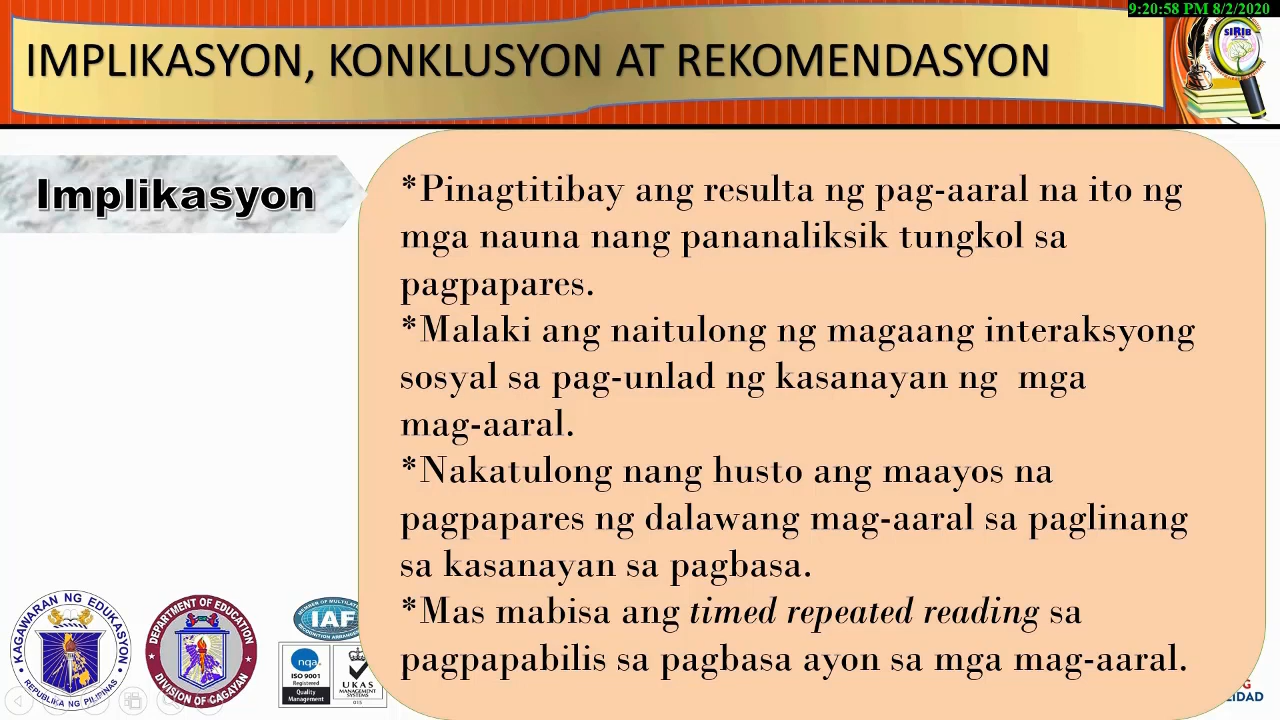 9:20:58 PM 8/2/2020
IMPLIKASYON, KONKLUSYON AT REKOMENDASYON
SIRIB
Implikasyon
*Pinagtitibay ang resulta ng pag-aaral na ito ng
mga nauna nang pananaliksik tungkol sa
pagpapares.
*Malaki ang naitulong ng magaang interaksyong
sosyal sa pag-unlad ng kasanayan ng mga
mag-aaral.
*Nakatulong nang husto ang maayos na
pagpapares ng dalawang mag-aaral sa paglinang
sa kasanayan sa pagbasa.
*Mas mabisa ang timed repeated reading sa
pagpapabilis sa pagbasa ayon sa mga mag-aaral.
KAGAWARAN NG EDUKASYON
REPUBLIKA NG PILIPINAS
DEPARTMENT OF EDUCATION
DIVISION OF CAGAYAN
IAF
nqa.
ISO 9001
Registered
Quality
Management
UKAS
MANAGEMENT
SYSTEMS
015
NG
LIDAD